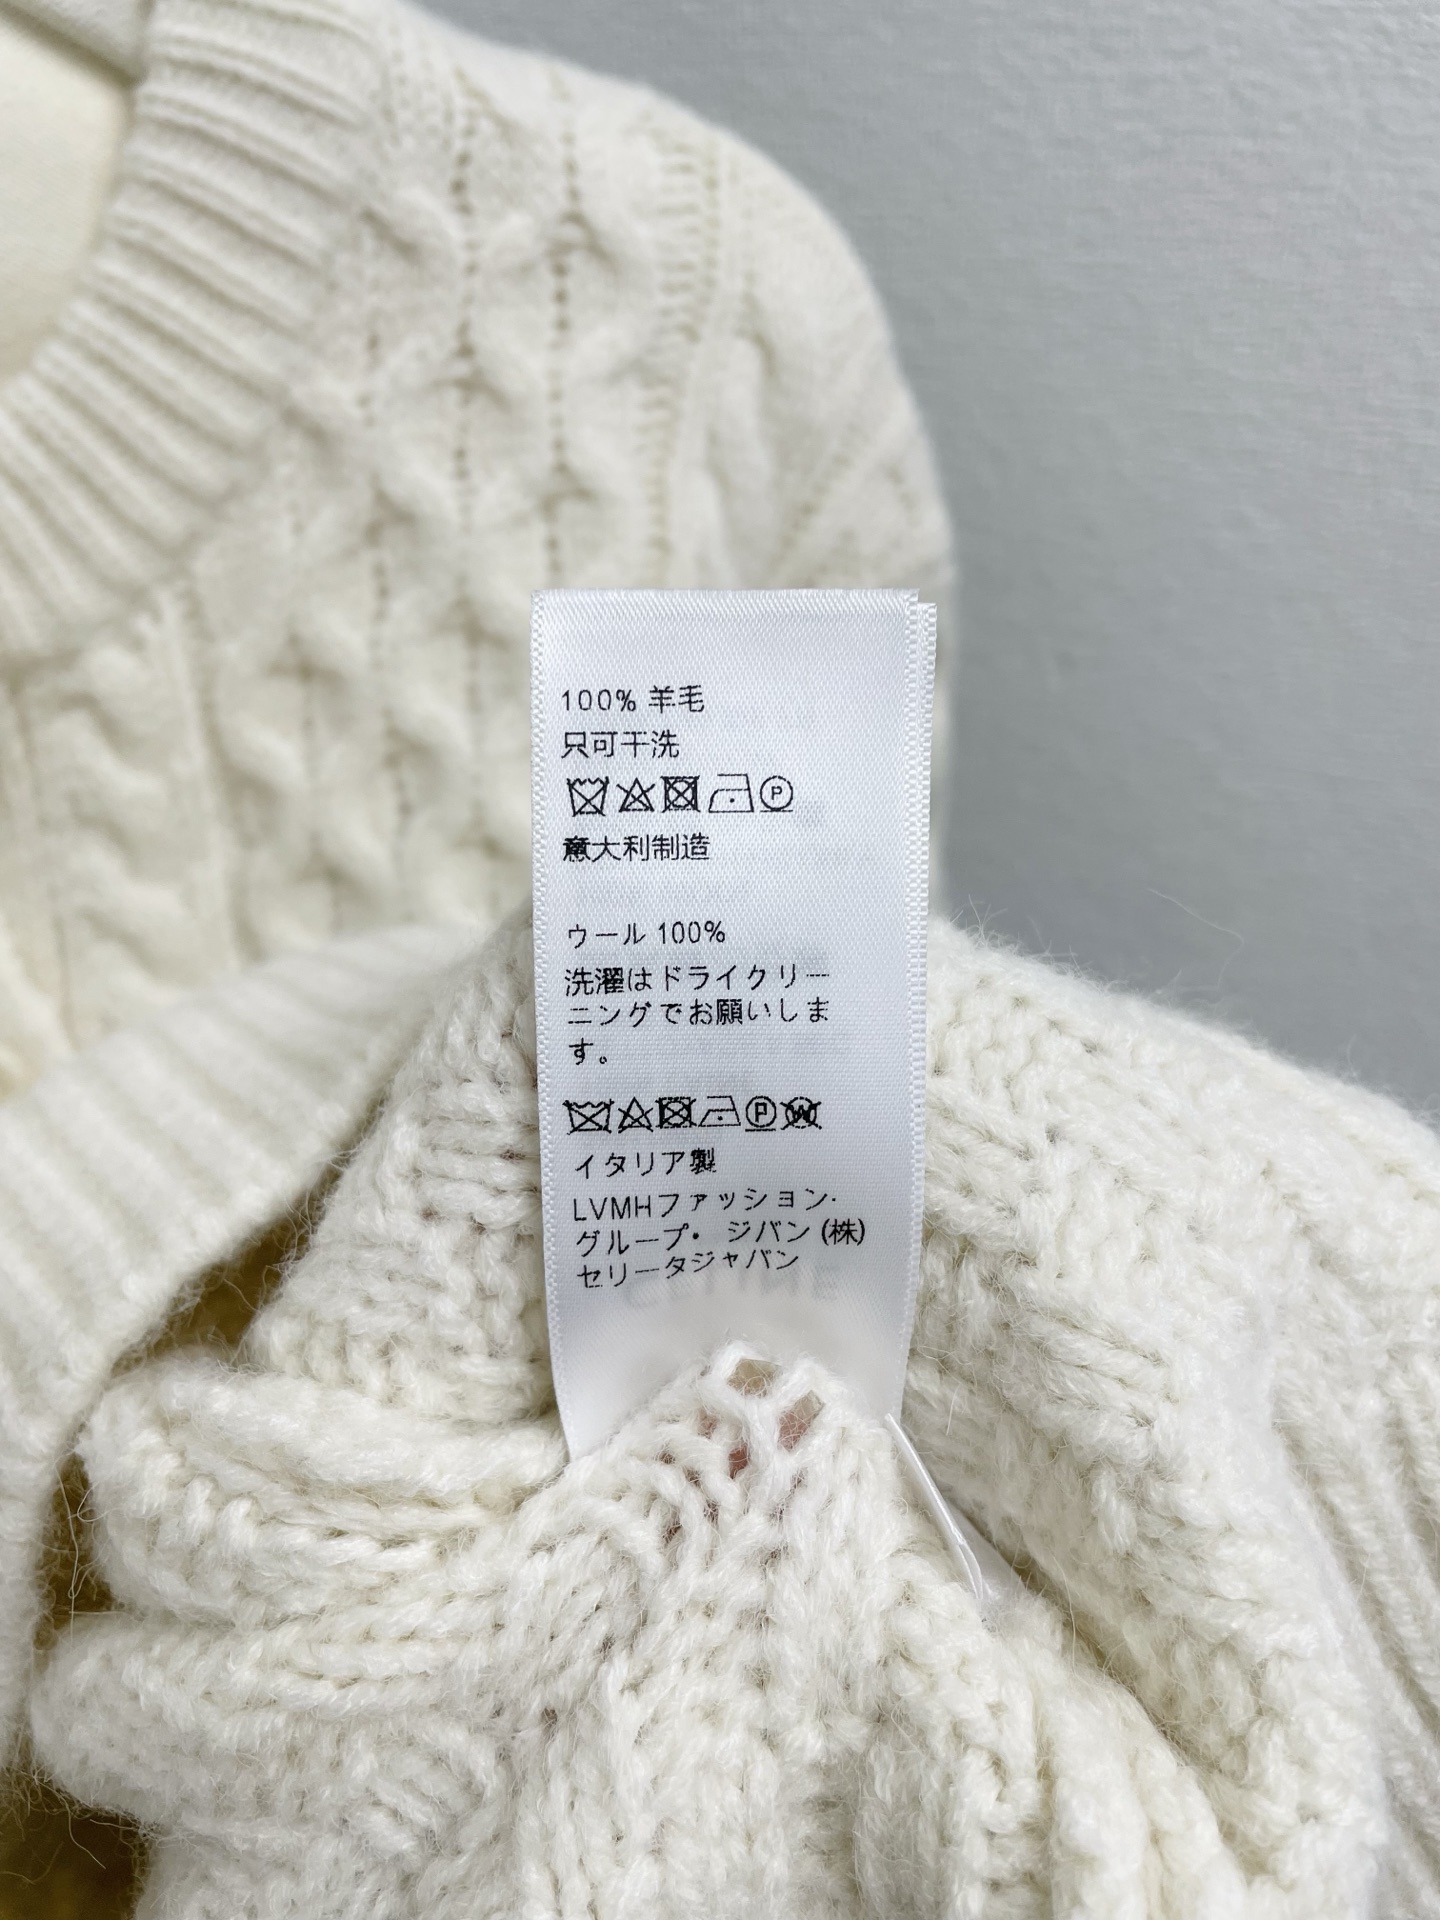 100% 羊毛
只可干洗
P
意大利制造
ウール 100%
洗濯はドライクリー
ニングでお願いしま
す。
P W
イタリア製
LVMHファッション・
グループ・ ジバン (株)
セリータジャバン